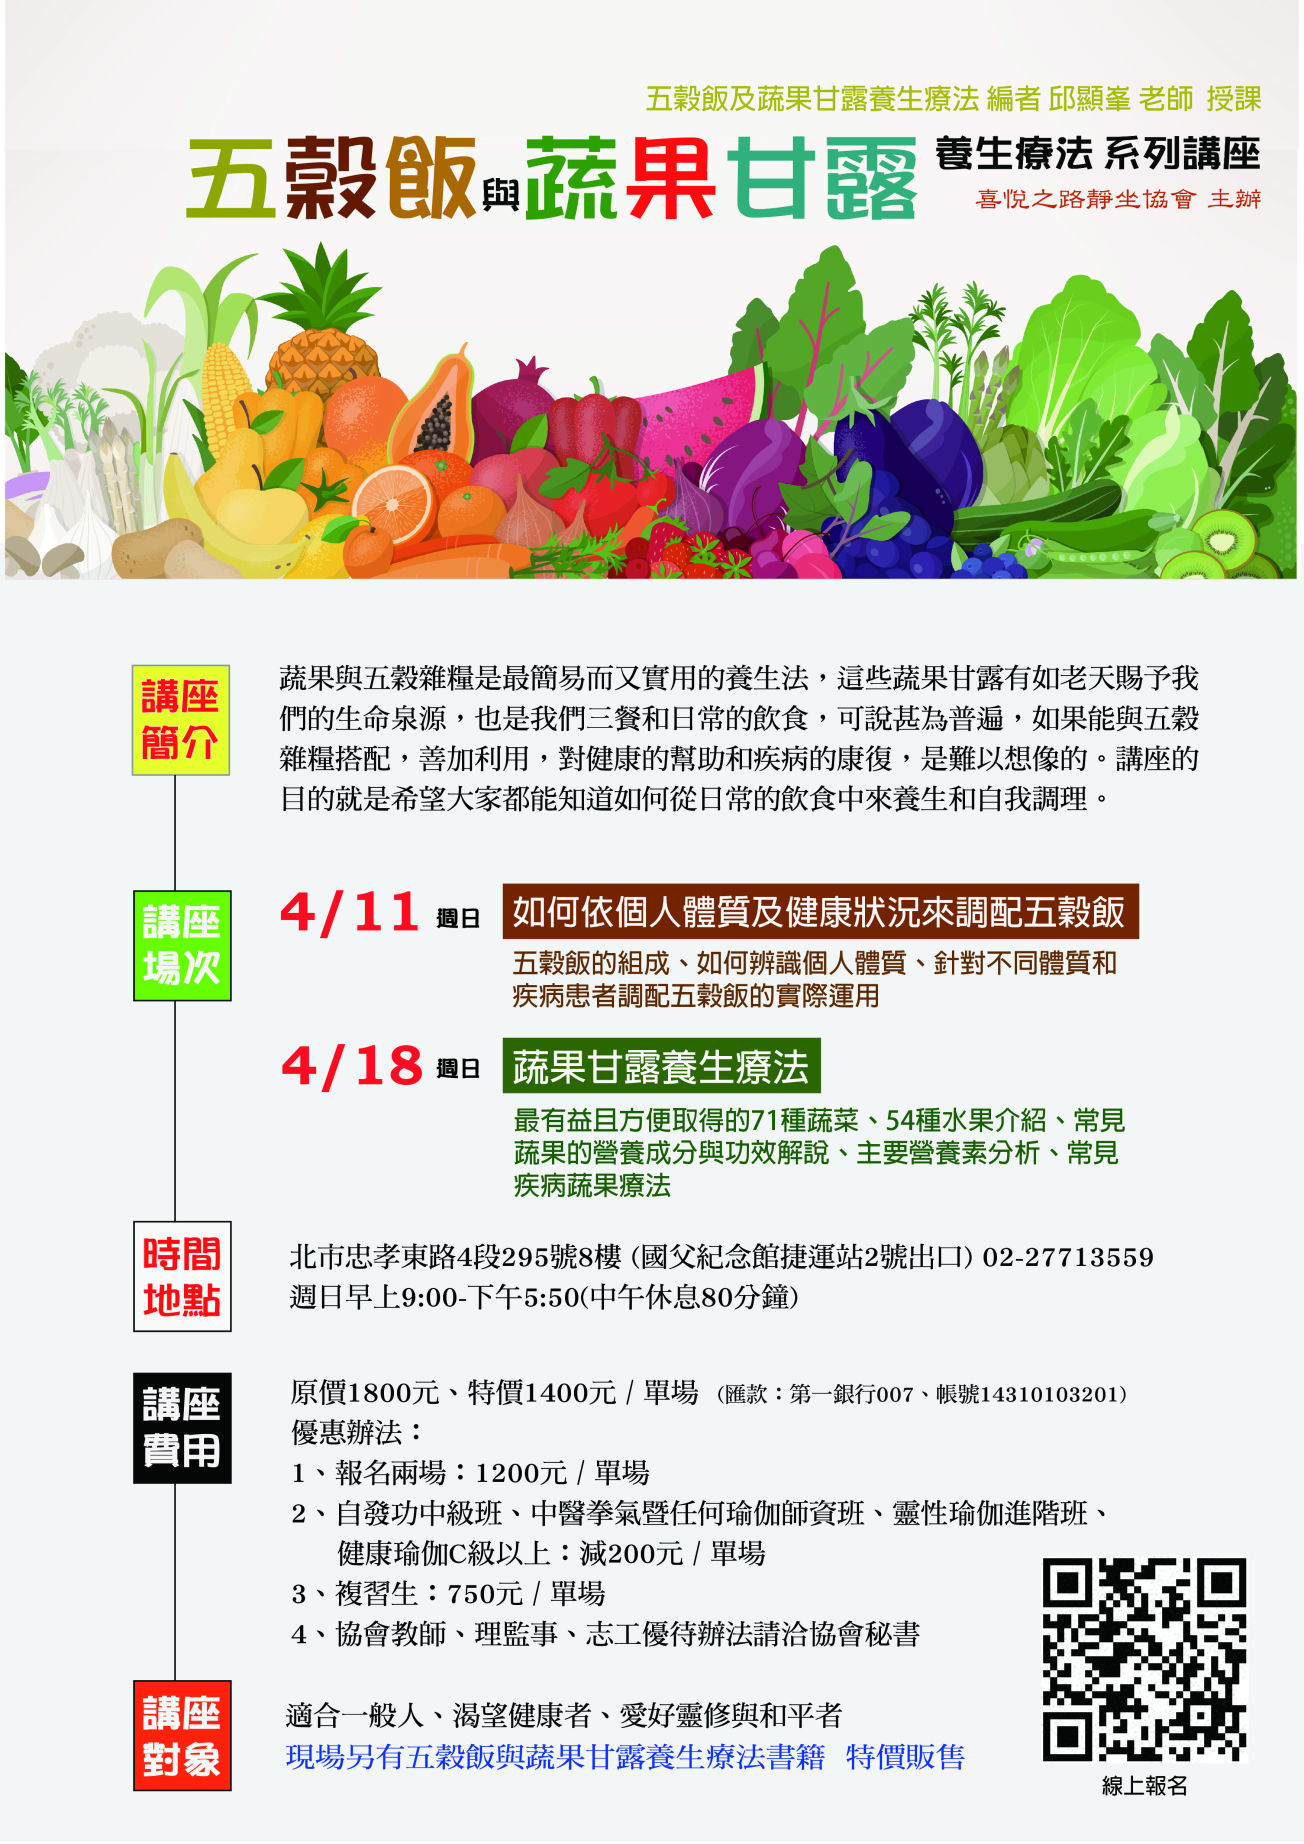 五穀飯及蔬果甘露養生療法 編者 邱顯峯 老師 授課
五穀飯與蔬果甘露 養生療法 系列講座
喜悅之路靜坐協會 主辦
講座
簡介
蔬果與五穀雜糧是最簡易而又實用的養生法，這些蔬果甘露有如老天賜予我
們的生命泉源，也是我們三餐和日常的飲食，可說甚為普遍，如果能與五穀
雜糧搭配，善加利用，對健康的幫助和疾病的康復，是難以想像的。講座的
目的就是希望大家都能知道如何從日常的飲食中來養生和自我調理。
講座
場次
4/11 週日 如何依個人體質及健康狀況來調配五穀飯
五穀飯的組成、如何辨識個人體質、針對不同體質和
疾病患者調配五穀飯的實際運用
4/18 週日 蔬果甘露養生療法
最有益且方便取得的71種蔬菜、54種水果介紹、常見
蔬果的營養成分與功效解說、主要營養素分析、常見
疾病蔬果療法
時間
地點
北市忠孝東路4段295號8樓 (國父紀念館捷運站2號出口) 02-27713559
週日早上9:00-下午5:50(中午休息80分鐘)
講座
費用
原價1800元、特價1400元 / 單場 (匯款：第一銀行007、帳號14310103201)
優惠辦法：
1、報名兩場：1200元 / 單場
2、自發功中級班、中醫拳氣暨任何瑜伽師資班、靈性瑜伽進階班、
健康瑜伽C級以上：減200元 / 單場
3、複習生：750元 / 單場
4、協會教師、理監事、志工優待辦法請洽協會秘書
講座
對象
適合一般人、渴望健康者、愛好靈修與和平者
現場另有五穀飯與蔬果甘露養生療法書籍 特價販售
線上報名